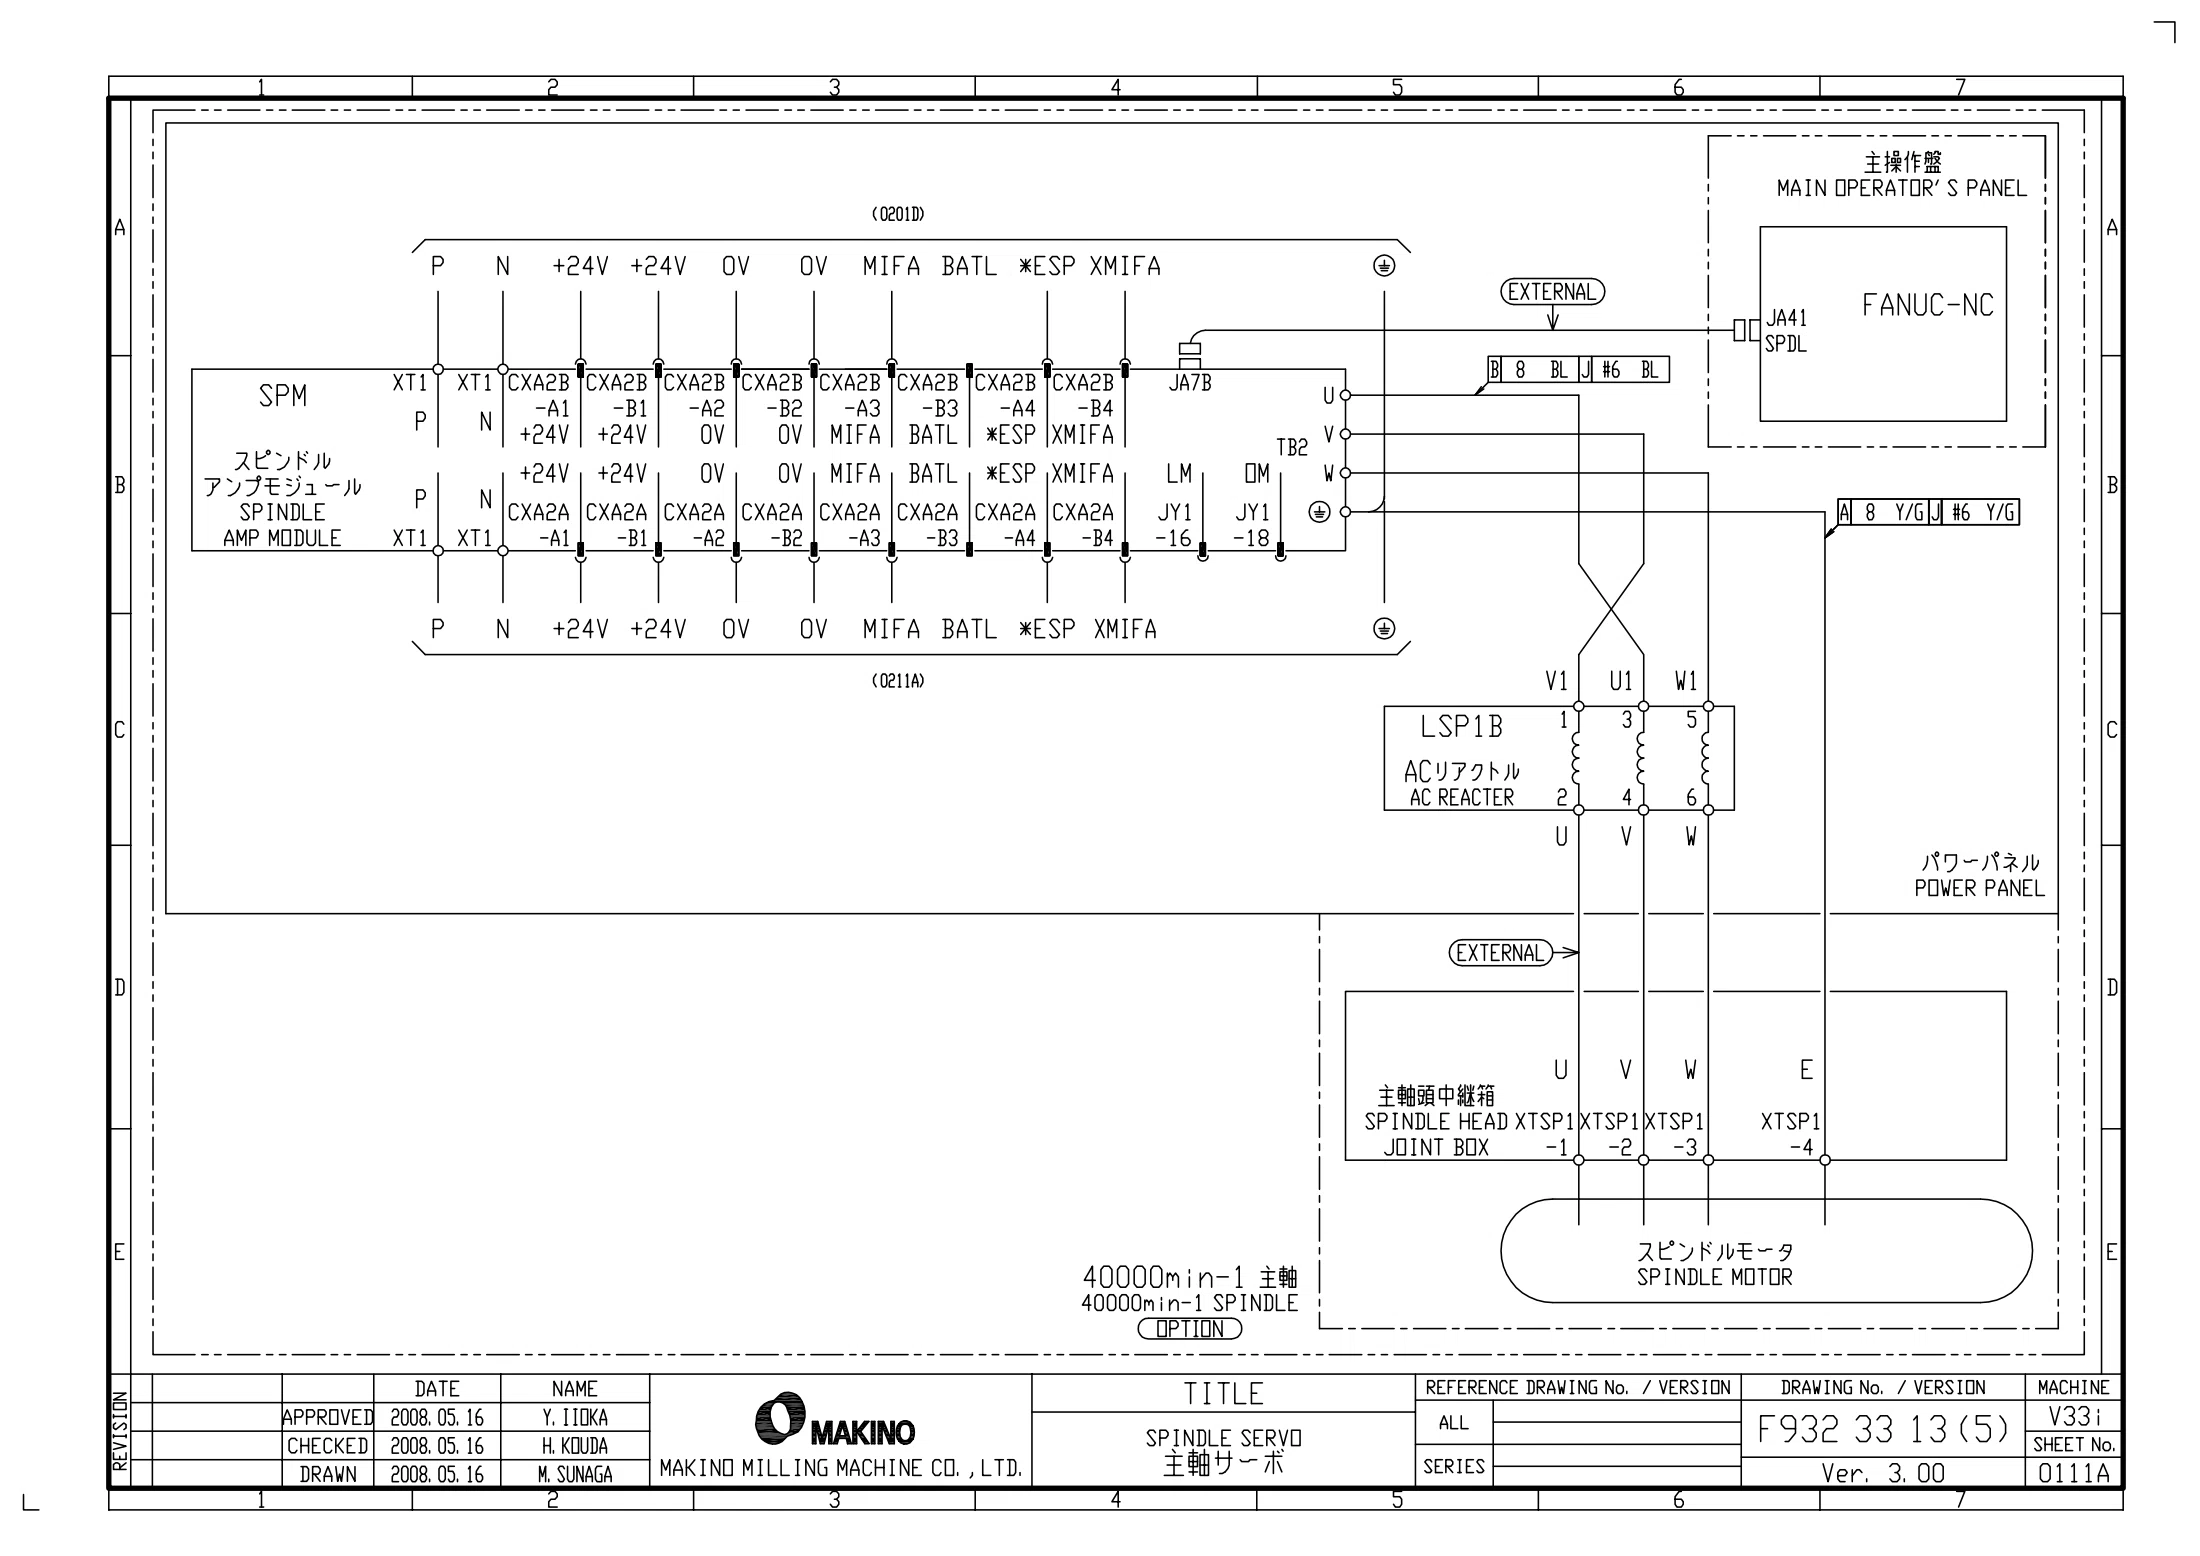 1 2 3 4 5 6 7
A A
B B
C C
D D
E E
主操作盤
MAIN OPERATOR'S PANEL
FANUC-NC
JA41
SPDL
(0201D)
P N +24V +24V 0V 0V MIFA BATL *ESP XMIFA
EXTERNAL
B 8 BL J #6 BL
SPM
スピンドル
アンプモジュール
SPINDLE
AMP MODULE
XT1 XT1 CXA2B CXA2B CXA2B CXA2B CXA2B CXA2B CXA2B CXA2B JA7B
-A1 -B1 -A2 -B2 -A3 -B3 -A4 -B4
P N +24V +24V 0V 0V MIFA BATL *ESP XMIFA
U
V
W
TB2
P N +24V +24V 0V 0V MIFA BATL *ESP XMIFA LM OM
CXA2A CXA2A CXA2A CXA2A CXA2A CXA2A CXA2A CXA2A JY1 JY1
XT1 XT1 -A1 -B1 -A2 -B2 -A3 -B3 -A4 -B4 -16 -18
A 8 Y/G J #6 Y/G
P N +24V +24V 0V 0V MIFA BATL *ESP XMIFA
(0211A)
V1 U1 W1
1 3 5
LSP1B
ACリアクトル
AC REACTER
2 4 6
U V W
パワーパネル
POWER PANEL
EXTERNAL
U V W E
主軸頭中継箱
SPINDLE HEAD XTSP1 XTSP1 XTSP1 XTSP1
JOINT BOX -1 -2 -3 -4
スピンドルモータ
SPINDLE MOTOR
40000min-1 主軸
40000min-1 SPINDLE
OPTION
REVISION
DATE NAME
APPROVED 2008.05.16 Y. IIOKA
CHECKED 2008.05.16 H. KOUDA
DRAWN 2008.05.16 M. SUNAGA
MAKINO
MAKINO MILLING MACHINE CO.,LTD.
TITLE
SPINDLE SERVO
主軸サーボ
REFERENCE DRAWING No. / VERSION
ALL
SERIES
DRAWING No. / VERSION
F932 33 13(5)
Ver. 3.00
MACHINE
V33i
SHEET No.
0111A
1 2 3 4 5 6 7